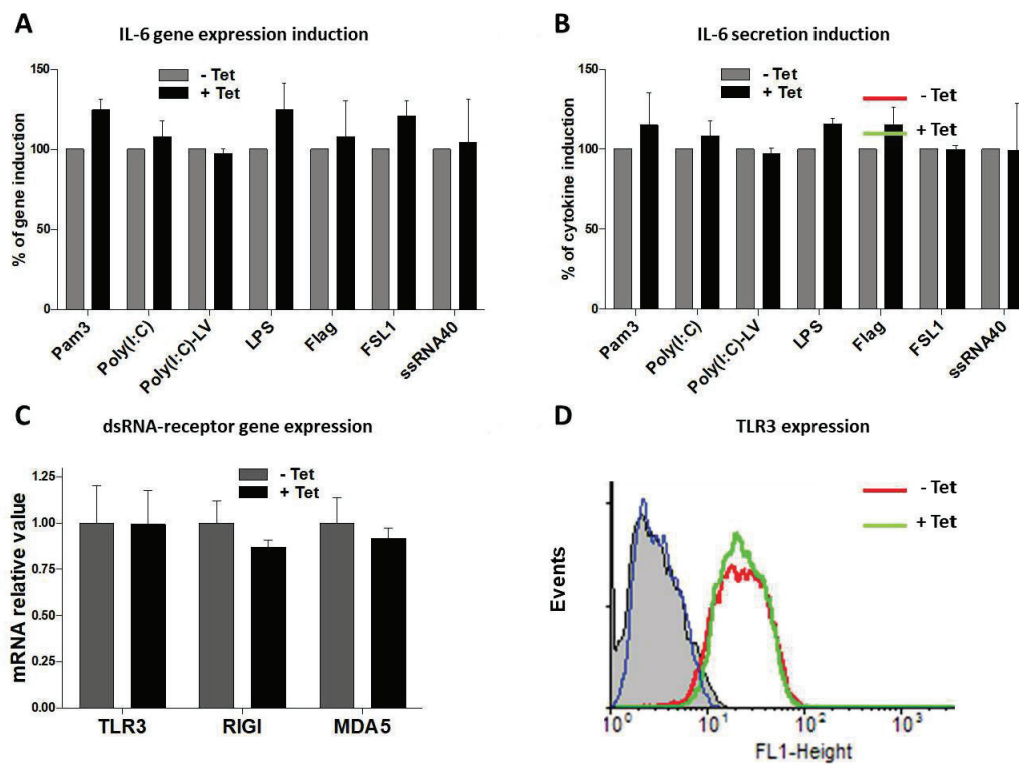 A
IL-6 gene expression induction
- Tet
+ Tet
% of gene induction
150
100
50
0
Pam3
Poly(I:C)
Poly(I:C)-LV
LPS
Flag
FSL1
ssRNA40
B
IL-6 secretion induction
- Tet
+ Tet
- Tet
+ Tet
% of cytokine induction
150
100
50
0
Pam3
Poly(I:C)
Poly(I:C)-LV
LPS
Flag
FSL1
ssRNA40
C
dsRNA-receptor gene expression
- Tet
+ Tet
mRNA relative value
1.25
1.00
0.75
0.50
0.25
0.00
TLR3
RIGI
MDA5
D
TLR3 expression
- Tet
+ Tet
Events
10⁰
10¹
10²
10³
FL1-Height